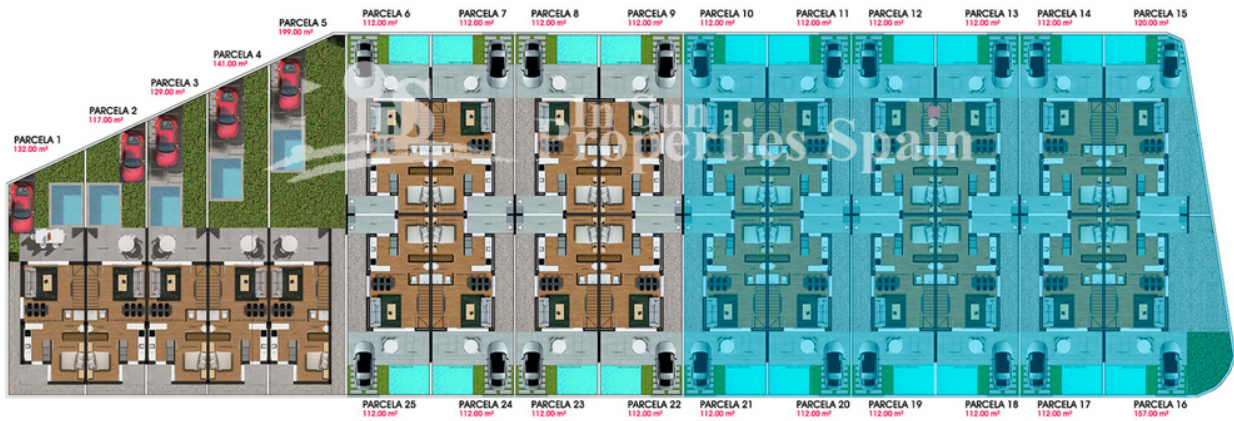 PARCELA 1
132.00 m²
PARCELA 2
117.00 m²
PARCELA 3
129.00 m²
PARCELA 4
141.00 m²
PARCELA 5
199.00 m²
PARCELA 6
112.00 m²
PARCELA 7
112.00 m²
PARCELA 8
112.00 m²
PARCELA 9
112.00 m²
PARCELA 10
112.00 m²
PARCELA 11
112.00 m²
PARCELA 12
112.00 m²
PARCELA 13
112.00 m²
PARCELA 14
112.00 m²
PARCELA 15
120.00 m²
In Sun
Properties Spain
PARCELA 25
112.00 m²
PARCELA 24
112.00 m²
PARCELA 23
112.00 m²
PARCELA 22
112.00 m²
PARCELA 21
112.00 m²
PARCELA 20
112.00 m²
PARCELA 19
112.00 m²
PARCELA 18
112.00 m²
PARCELA 17
112.00 m²
PARCELA 16
157.00 m²